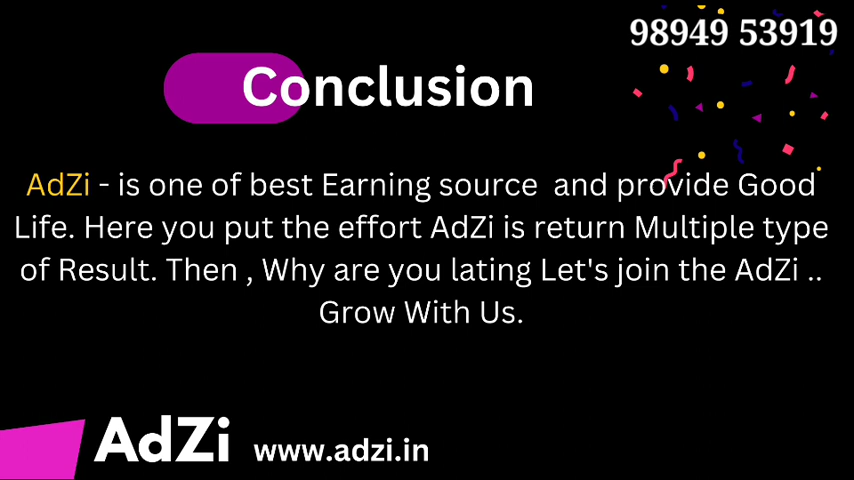 98949 53919
Conclusion
AdZi - is one of best Earning source and provide Good
Life. Here you put the effort AdZi is return Multiple type
of Result. Then , Why are you lating Let's join the AdZi ..
Grow With Us.
AdZi www.adzi.in